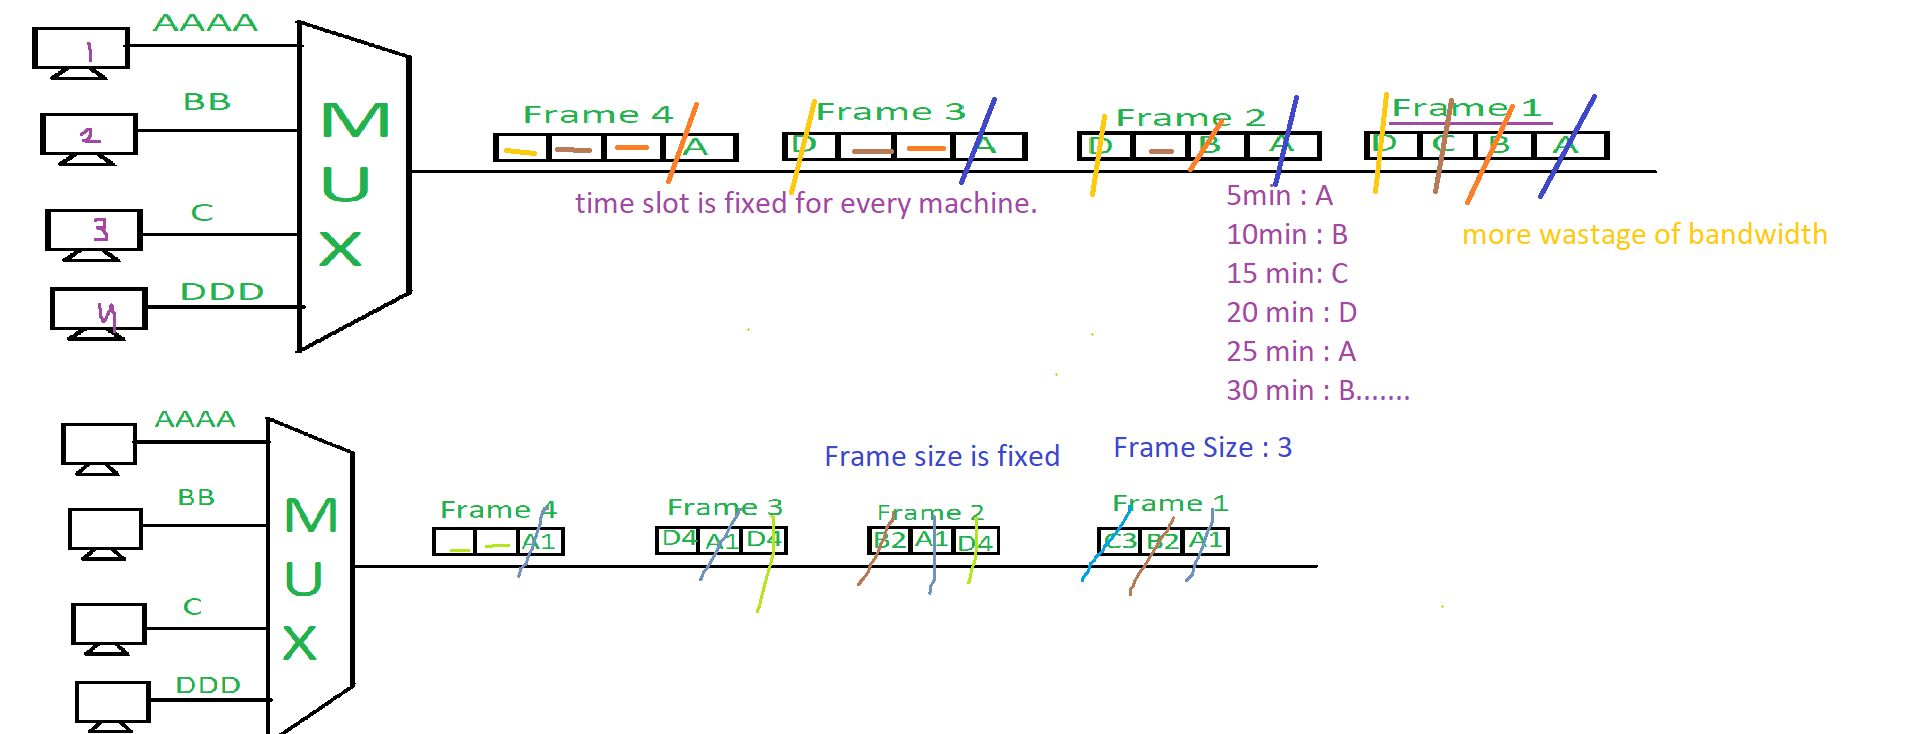 AAAA
1
BB
2
C
3
DDD
4
M
U
X
Frame 4
_ _ _ A
Frame 3
D _ _ A
Frame 2
D _ B A
Frame 1
D C B A
time slot is fixed for every machine.
5min : A
10min : B
15 min: C
20 min : D
25 min : A
30 min : B.......
more wastage of bandwidth
AAAA
BB
C
DDD
M
U
X
Frame size is fixed
Frame Size : 3
Frame 4
_ _ A1
Frame 3
D4 A1 D4
Frame 2
B2 A1 D4
Frame 1
C3 B2 A1